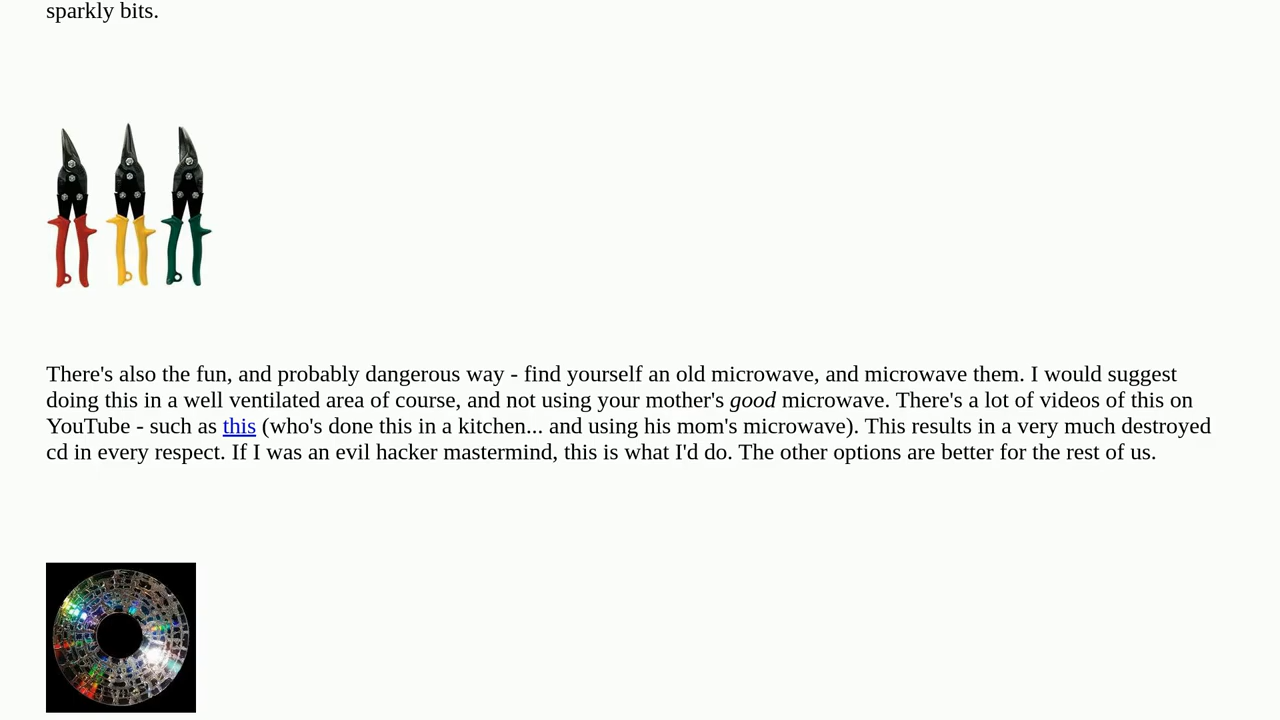 sparkly bits.
There's also the fun, and probably dangerous way - find yourself an old microwave, and microwave them. I would suggest
doing this in a well ventilated area of course, and not using your mother's good microwave. There's a lot of videos of this on
YouTube - such as this (who's done this in a kitchen... and using his mom's microwave). This results in a very much destroyed
cd in every respect. If I was an evil hacker mastermind, this is what I'd do. The other options are better for the rest of us.